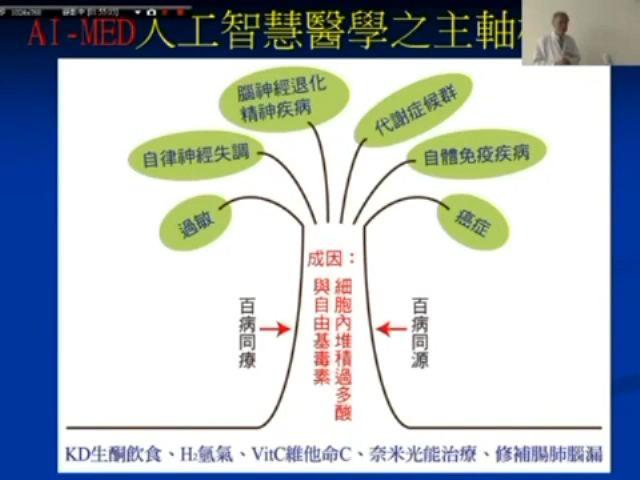 AI-MED人工智慧醫學之主軸
腦神經退化
精神疾病
代謝症候群
自律神經失調
自體免疫疾病
過敏
癌症
成因：
細胞內堆積過多酸
與自由基毒素
百病同療
百病同源
KD生酮飲食、H₂氫氣、VitC維他命C、奈米光能治療、修補腸肺腦漏